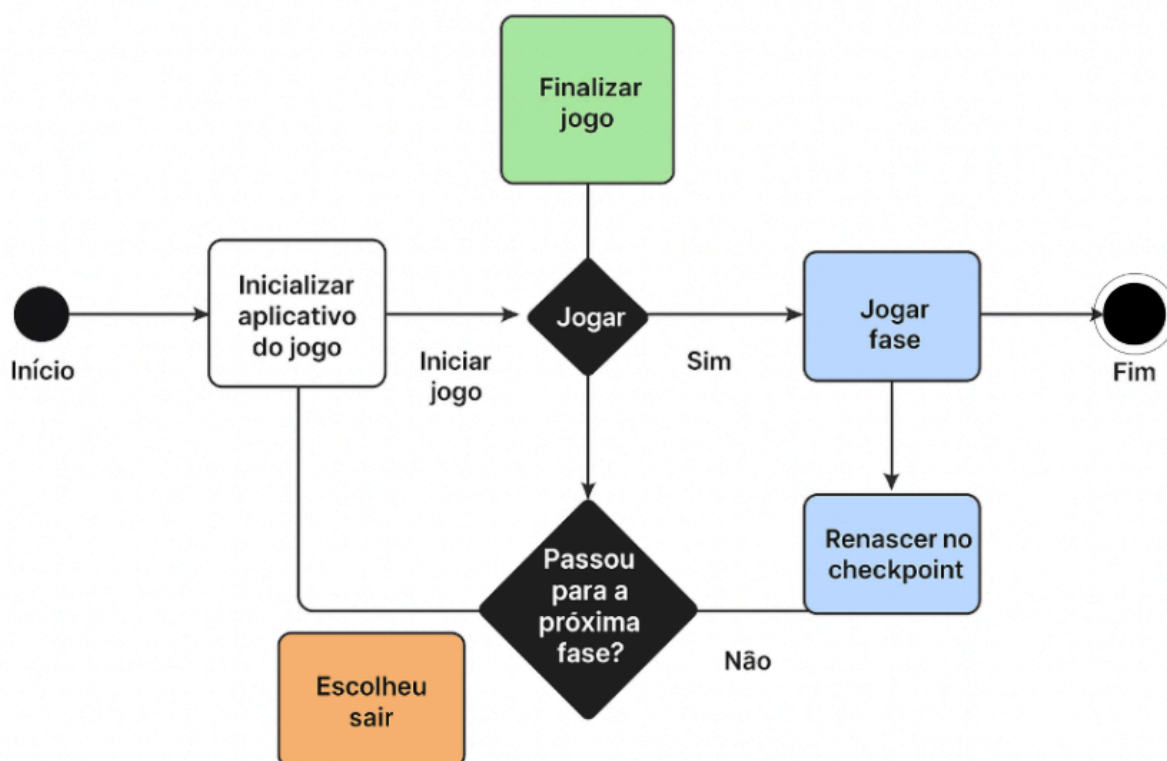 Finalizar
jogo
Inicializar
aplicativo
do jogo
Jogar
Jogar
fase
Início
Iniciar
jogo
Sim
Fim
Passou
para a
próxima
fase?
Renascer no
checkpoint
Não
Escolheu
sair